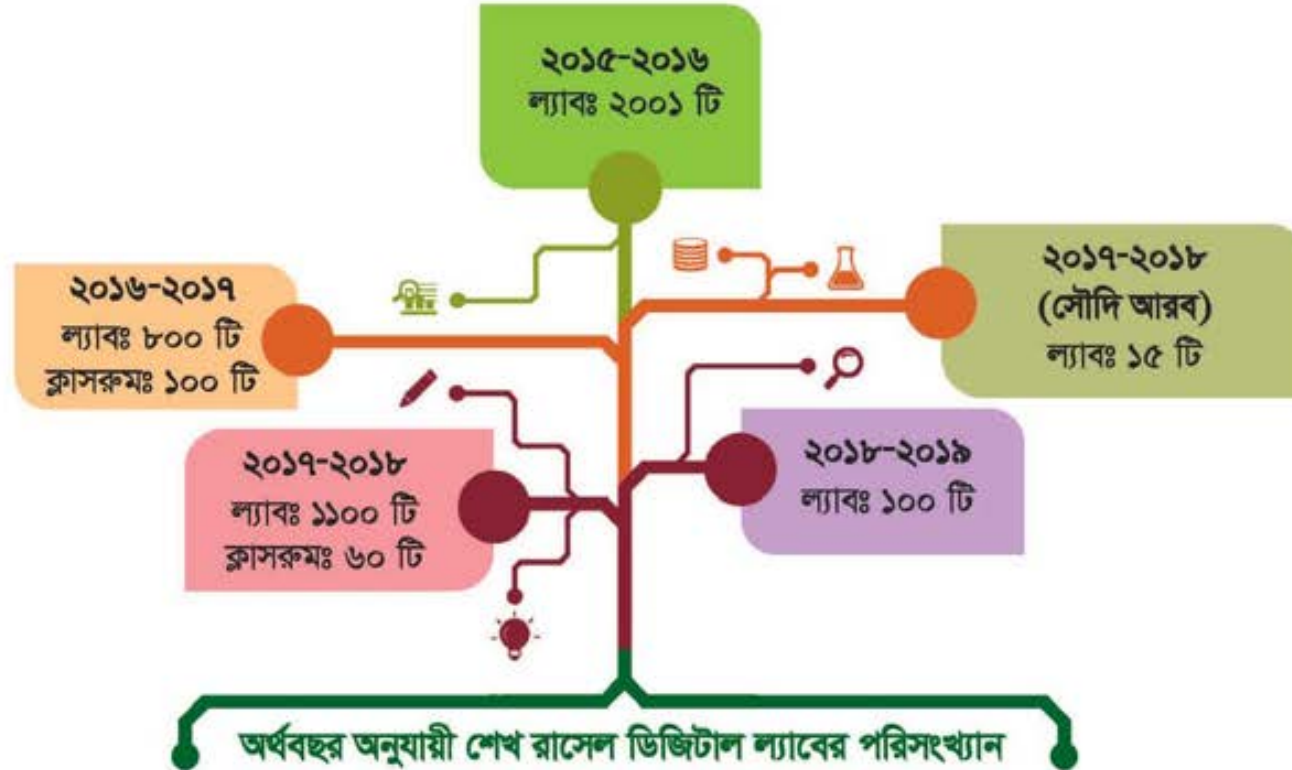 ২০১৫-২০১৬
ল্যাবঃ ২০০১ টি
২০১৬-২০১৭
ল্যাবঃ ৮০০ টি
ক্লাসরুমঃ ১০০ টি
২০১৭-২০১৮
(সৌদি আরব)
ল্যাবঃ ১৫ টি
২০১৭-২০১৮
ল্যাবঃ ১১০০ টি
ক্লাসরুমঃ ৬০ টি
২০১৮-২০১৯
ল্যাবঃ ১০০ টি
অর্থবছর অনুযায়ী শেখ রাসেল ডিজিটাল ল্যাবের পরিসংখ্যান